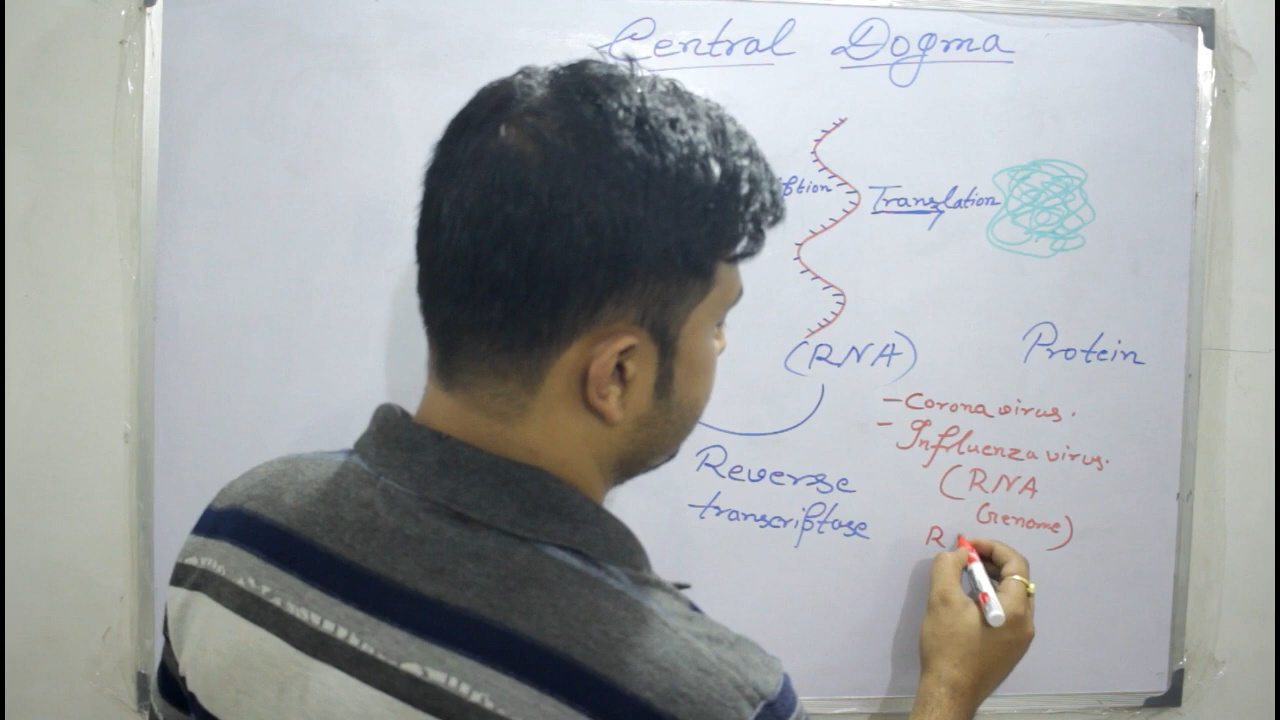 Central Dogma
ption Translation
(RNA) Protein
- Corona virus.
- Influenza virus.
(RNA
Genome)
Reverse
transcriptase
R